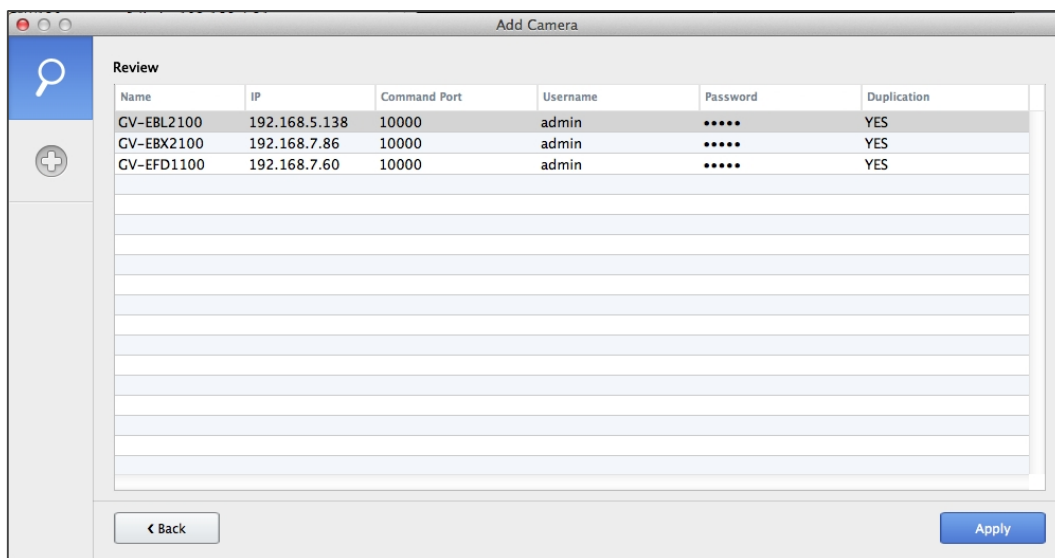 Add Camera
Review
Name IP Command Port Username Password Duplication
GV-EBL2100 192.168.5.138 10000 admin ••••• YES
GV-EBX2100 192.168.7.86 10000 admin ••••• YES
GV-EFD1100 192.168.7.60 10000 admin ••••• YES
< Back Apply